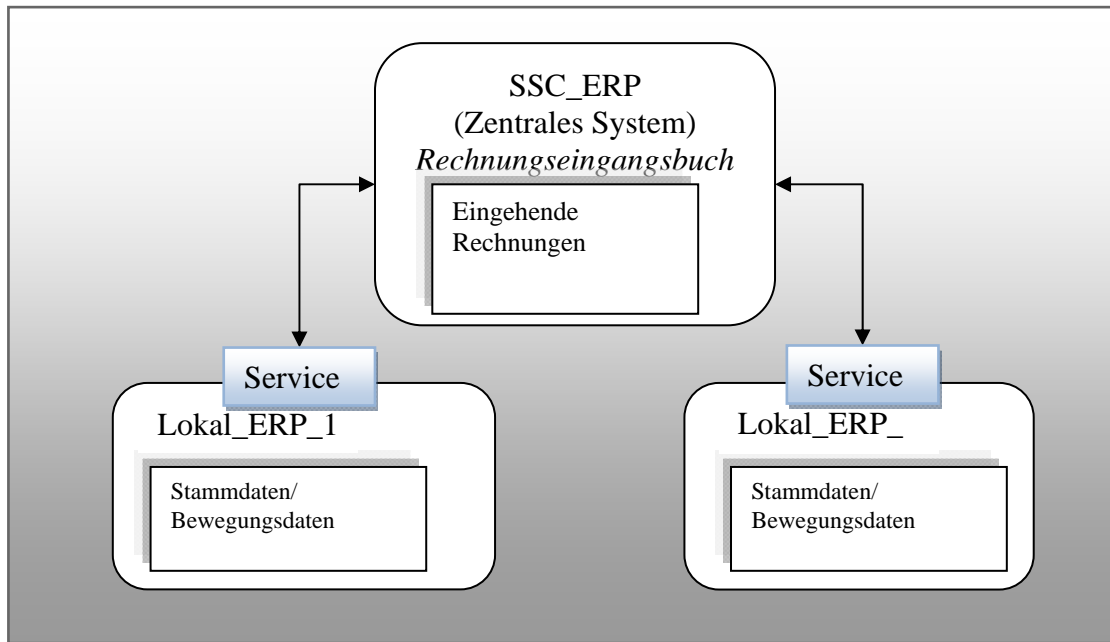 SSC_ERP
(Zentrales System)
Rechnungseingangsbuch
Eingehende
Rechnungen
Service
Service
Lokal_ERP_1
Lokal_ERP_
Stammdaten/
Bewegungsdaten
Stammdaten/
Bewegungsdaten